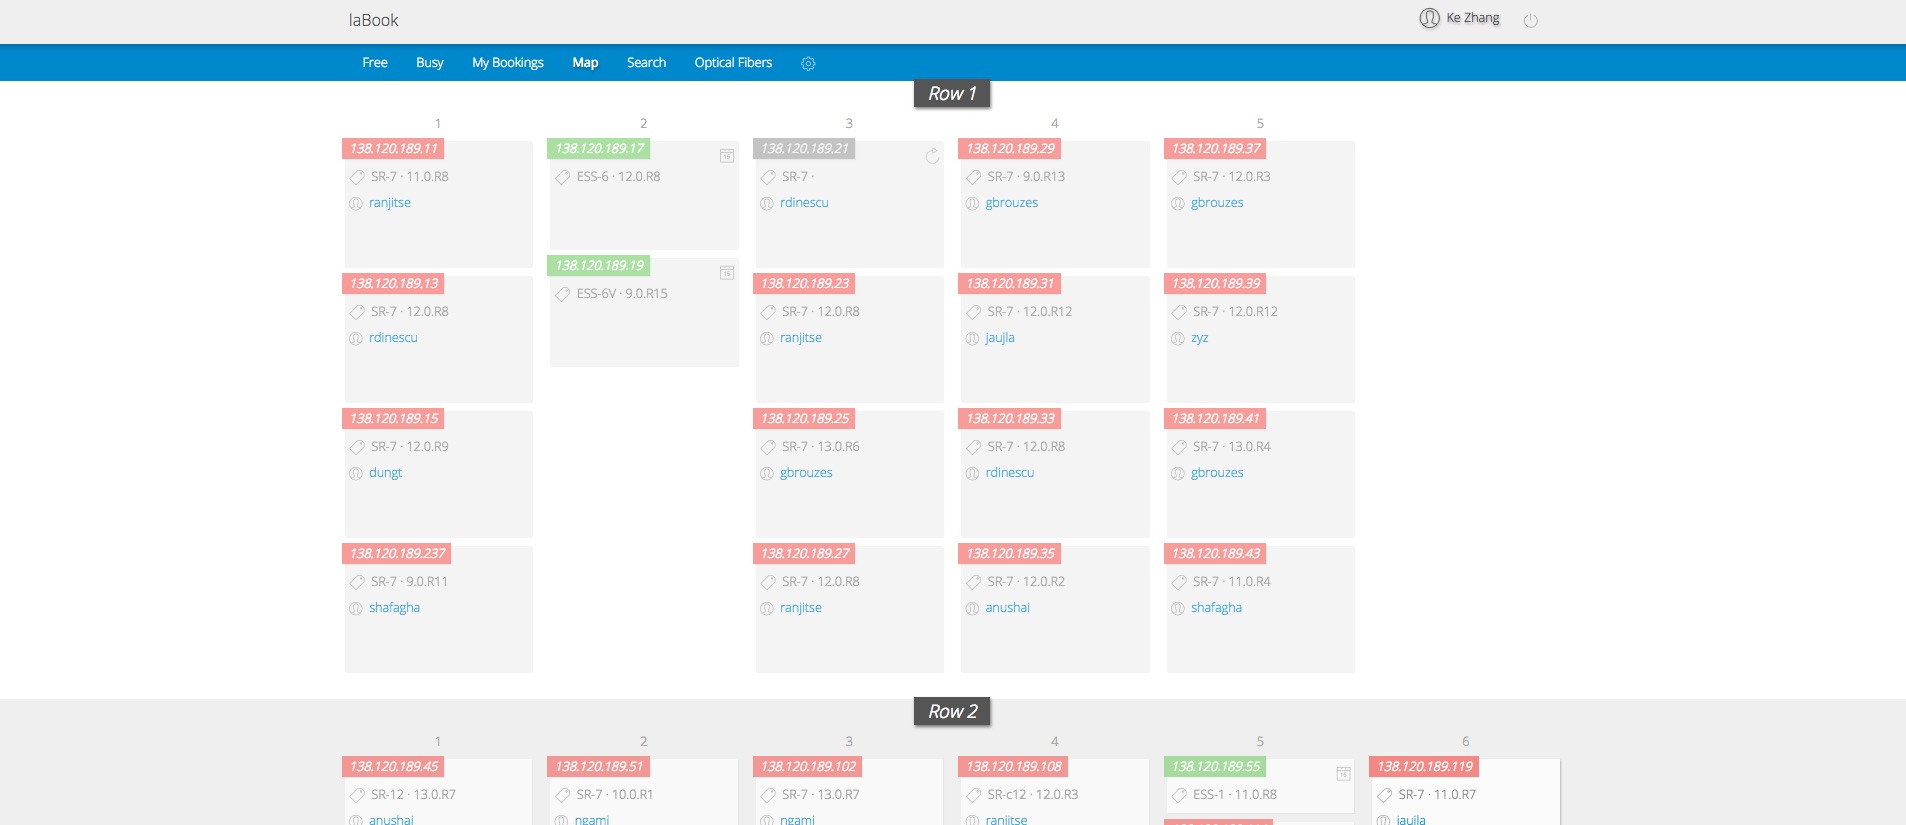 laBook
Ke Zhang
Free Busy My Bookings Map Search Optical Fibers
Row 1
1 2 3 4 5
138.120.189.11 138.120.189.17 138.120.189.21 138.120.189.29 138.120.189.37
16
SR-7 · 11.0.R8 ESS-6 · 12.0.R8 SR-7 · SR-7 · 9.0.R13 SR-7 · 12.0.R3
ranjitse rdinescu gbrouzes gbrouzes
138.120.189.19
16
ESS-6V · 9.0.R15
138.120.189.13 138.120.189.23 138.120.189.31 138.120.189.39
SR-7 · 12.0.R8 SR-7 · 12.0.R8 SR-7 · 12.0.R12 SR-7 · 12.0.R12
rdinescu ranjitse jaujla zyz
138.120.189.15 138.120.189.25 138.120.189.33 138.120.189.41
SR-7 · 12.0.R9 SR-7 · 13.0.R6 SR-7 · 12.0.R8 SR-7 · 13.0.R4
dungt gbrouzes rdinescu gbrouzes
138.120.189.237 138.120.189.27 138.120.189.35 138.120.189.43
SR-7 · 9.0.R11 SR-7 · 12.0.R8 SR-7 · 12.0.R2 SR-7 · 11.0.R4
shafagha ranjitse anushai shafagha
Row 2
1 2 3 4 5 6
138.120.189.45 138.120.189.51 138.120.189.102 138.120.189.108 138.120.189.55 138.120.189.119
16
SR-12 · 13.0.R7 SR-7 · 10.0.R1 SR-7 · 13.0.R7 SR-c12 · 12.0.R3 ESS-1 · 11.0.R8 SR-7 · 11.0.R7
anushai ngami ngami ranjitse jaujla